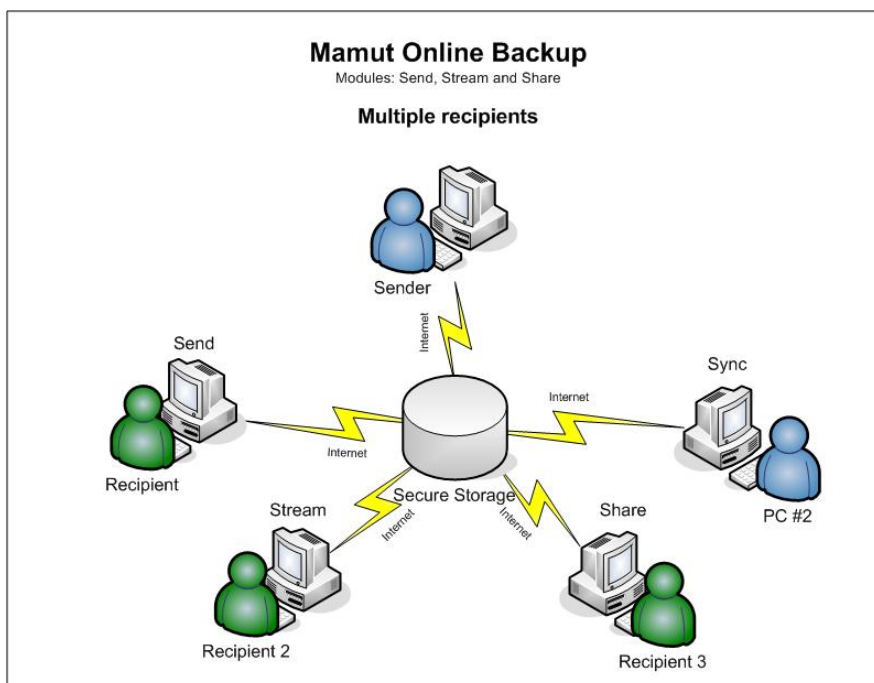 Mamut Online Backup
Modules: Send, Stream and Share
Multiple recipients
Sender
Internet
Send
Sync
Internet
Internet
Recipient
Secure Storage
PC #2
Stream
Internet
Internet
Share
Recipient 2
Recipient 3